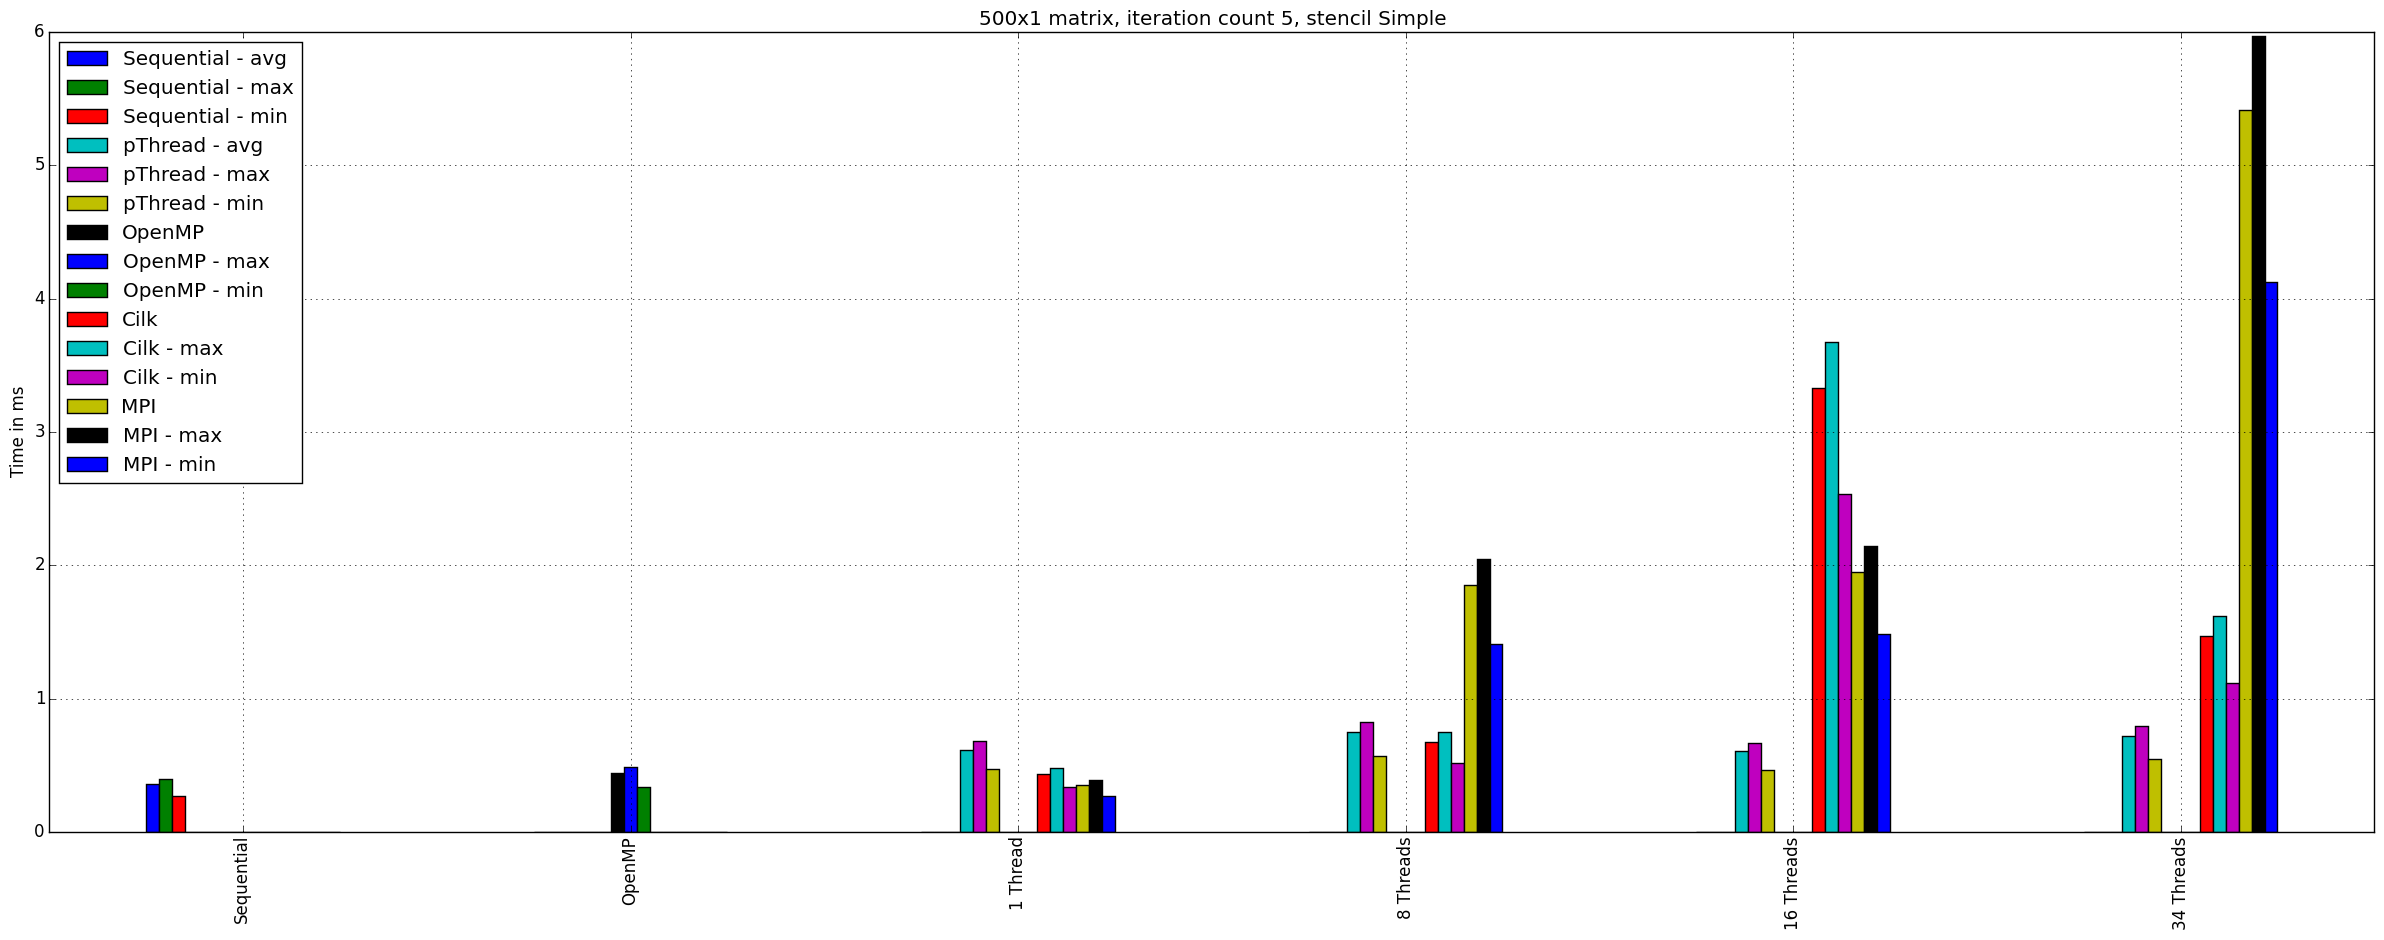 500x1 matrix, iteration count 5, stencil Simple
6
5
4
3
2
1
0
Time in ms
Sequential - avg
Sequential - max
Sequential - min
pThread - avg
pThread - max
pThread - min
OpenMP
OpenMP - max
OpenMP - min
Cilk
Cilk - max
Cilk - min
MPI
MPI - max
MPI - min
Sequential
OpenMP
1 Thread
8 Threads
16 Threads
34 Threads